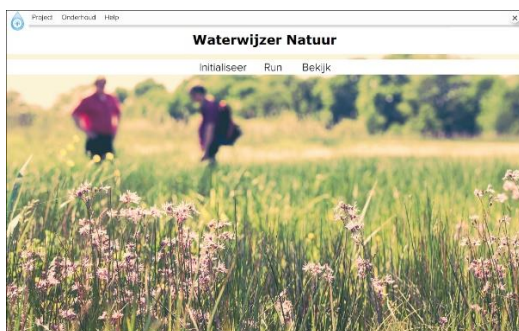 Project Onderhoud Help
Waterwijzer Natuur
Initialiseer Run Bekijk